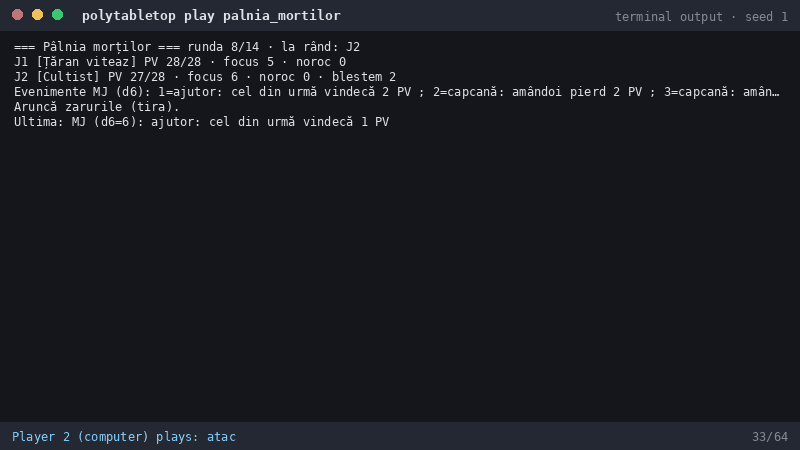 polytabletop play palnia_mortilor
terminal output · seed 1
=== Pâlnia morților === runda 8/14 · la rând: J2
J1 [Țăran viteaz] PV 28/28 · focus 5 · noroc 0
J2 [Cultist] PV 27/28 · focus 6 · noroc 0 · blestem 2
Evenimente MJ (d6): 1=ajutor: cel din urmă vindecă 2 PV ; 2=capcană: amândoi pierd 2 PV ; 3=capcană: amân…
Aruncă zarurile (tira).
Ultima: MJ (d6=6): ajutor: cel din urmă vindecă 1 PV
Player 2 (computer) plays: atac
33/64